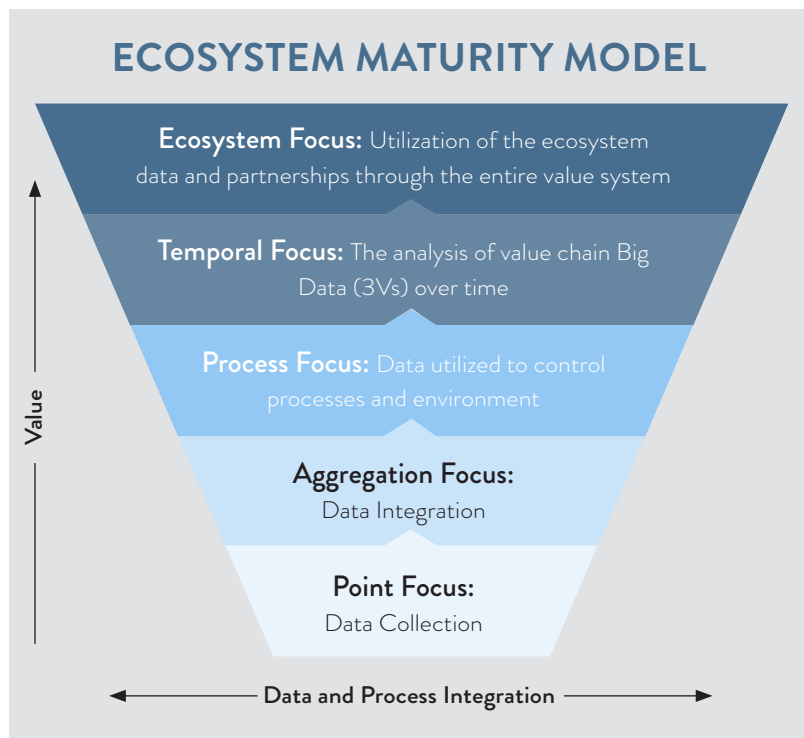 ECOSYSTEM MATURITY MODEL
Ecosystem Focus: Utilization of the ecosystem
data and partnerships through the entire value system
Temporal Focus: The analysis of value chain Big
Data (3Vs) over time
Process Focus: Data utilized to control
processes and environment
Aggregation Focus:
Data Integration
Point Focus:
Data Collection
Value
Data and Process Integration